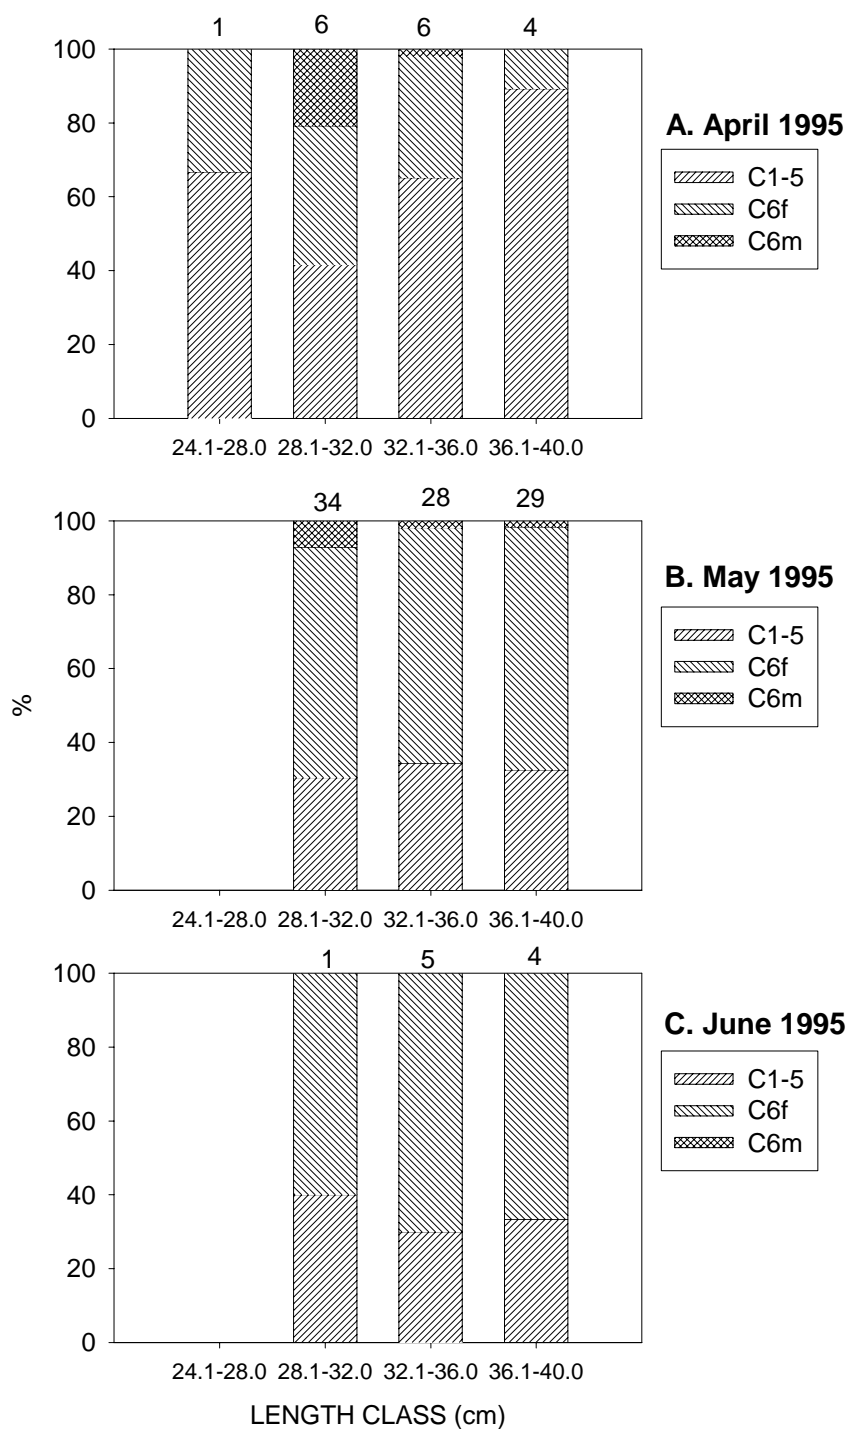 1 6 6 4
100
80
60
40
20
0
24.1-28.0 28.1-32.0 32.1-36.0 36.1-40.0
A. April 1995
C1-5
C6f
C6m
34 28 29
100
80
60
40
20
0
24.1-28.0 28.1-32.0 32.1-36.0 36.1-40.0
B. May 1995
C1-5
C6f
C6m
%
1 5 4
100
80
60
40
20
0
24.1-28.0 28.1-32.0 32.1-36.0 36.1-40.0
C. June 1995
C1-5
C6f
C6m
LENGTH CLASS (cm)